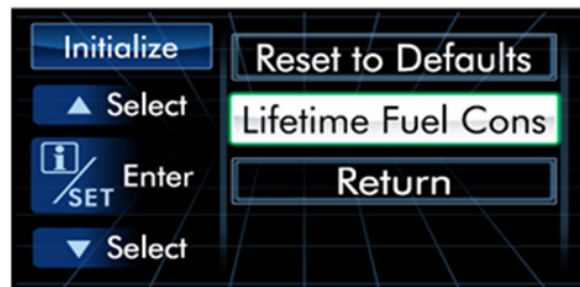 Initialize
▲ Select
i/SET Enter
▼ Select
Reset to Defaults
Lifetime Fuel Cons
Return